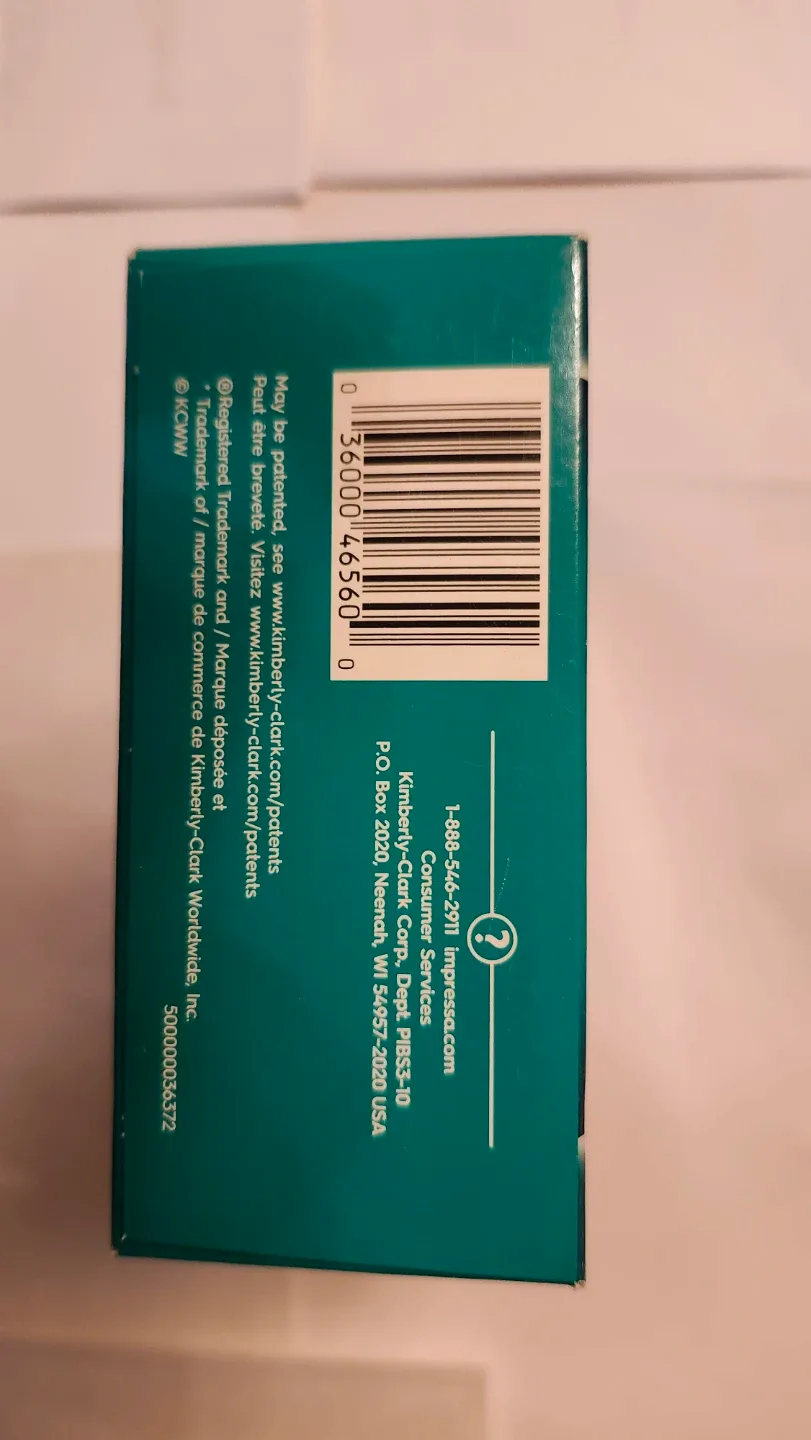 0 36000 46560 0
?
1-888-546-2911 impressa.com
Consumer Services
Kimberly-Clark Corp., Dept. PIBS3-10
P.O. Box 2020, Neenah, WI 54957-2020 USA
May be patented, see www.kimberly-clark.com/patents
Peut être breveté. Visitez www.kimberly-clark.com/patents
®Registered Trademark and / Marque déposée et
* Trademark of / marque de commerce de Kimberly-Clark Worldwide, Inc.
©KCWW
500000036372